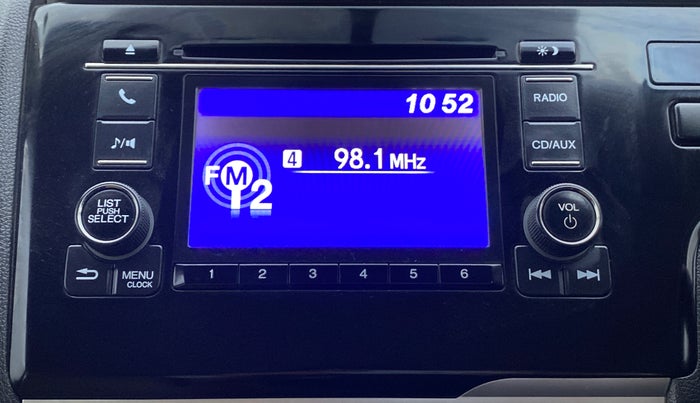 10 52
RADIO
4 98.1 MHz
CD/AUX
FM 2
LIST
PUSH
SELECT
VOL
MENU
CLOCK
1 2 3 4 5 6